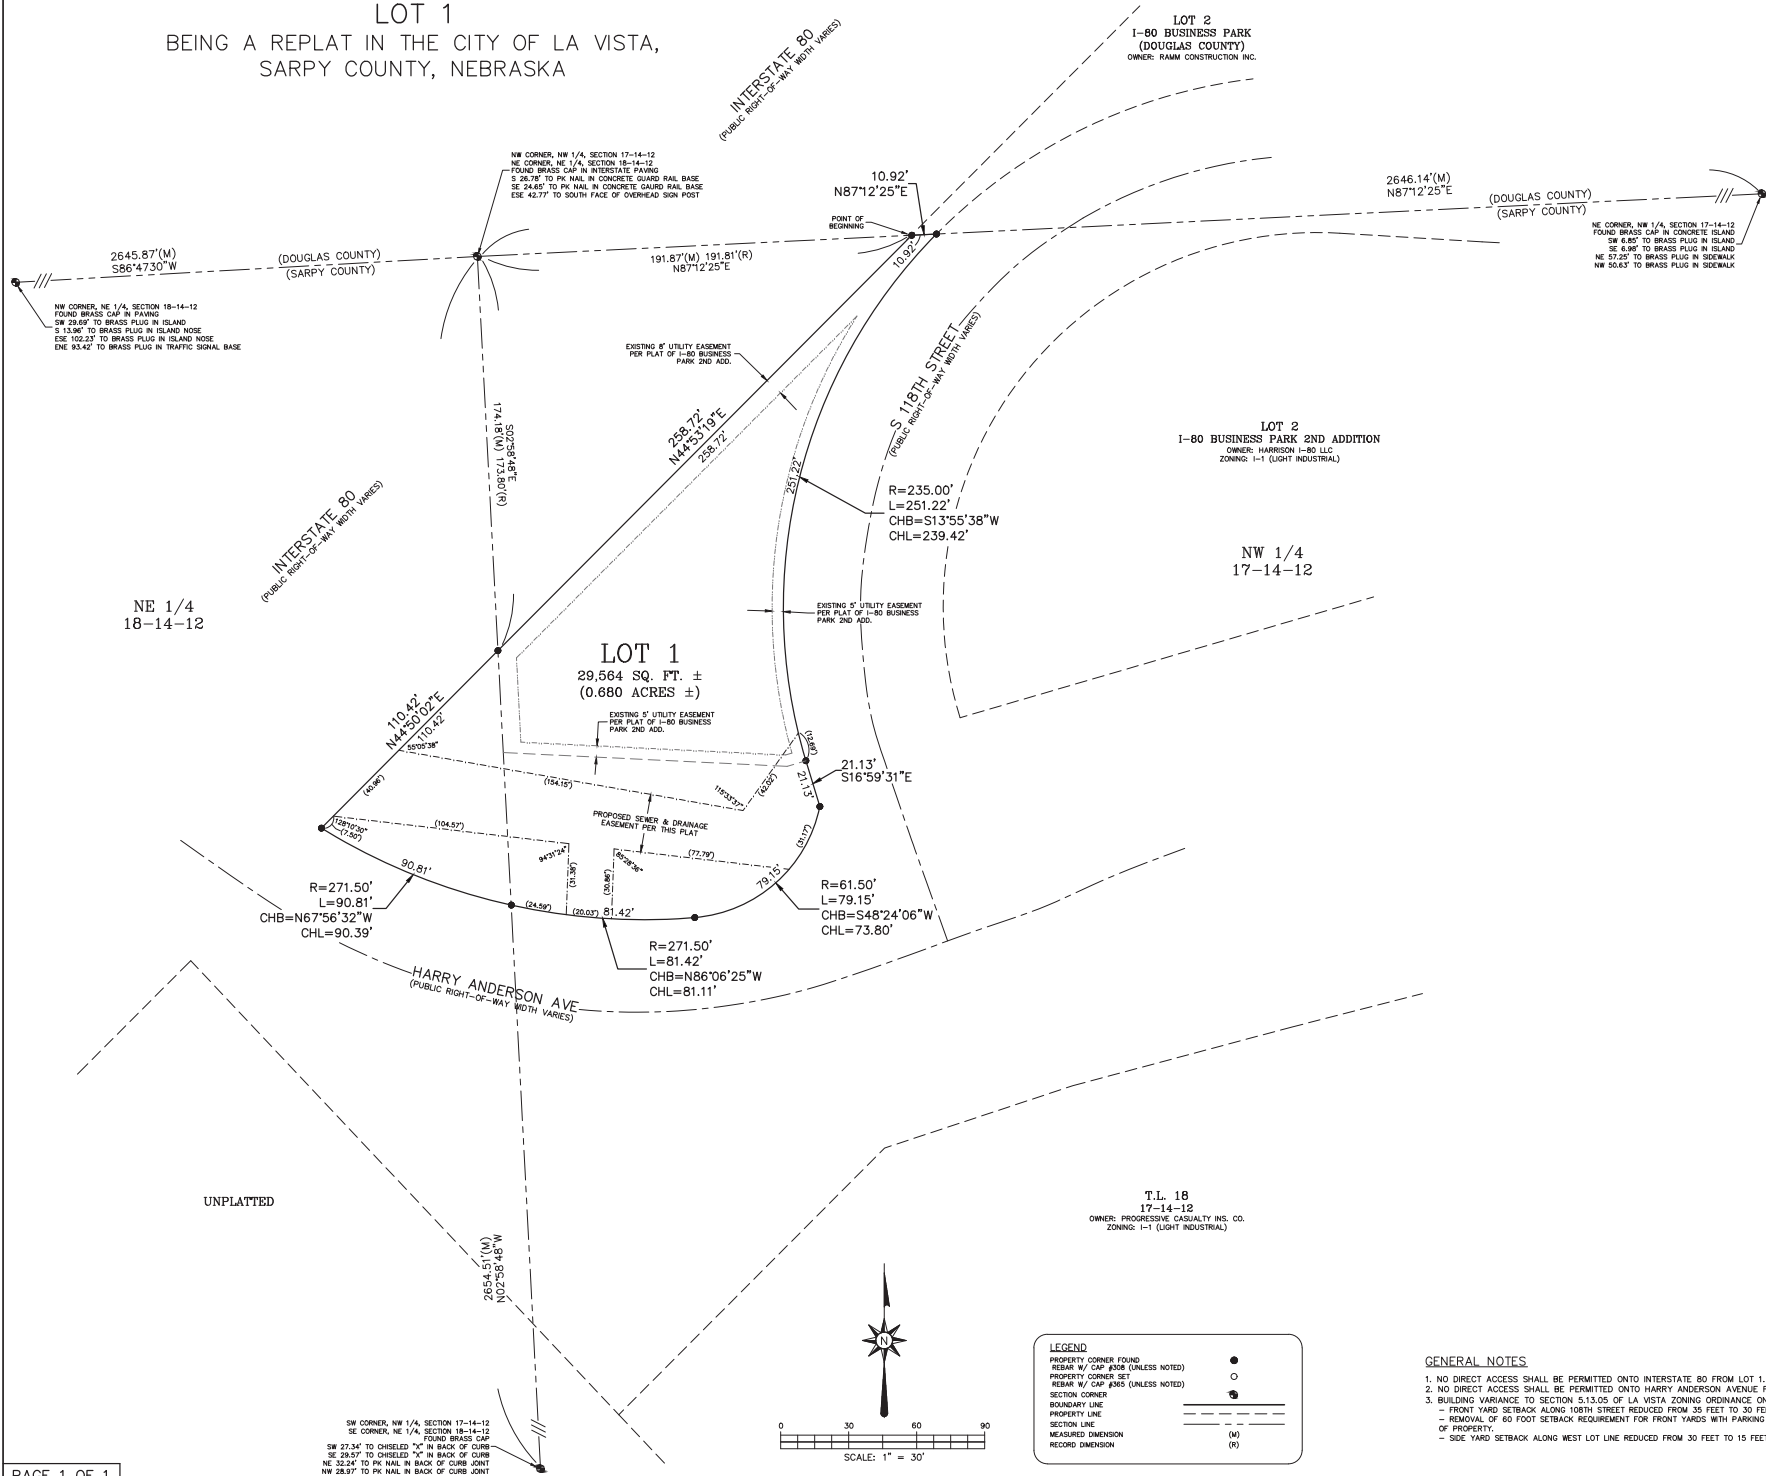 LOT 1
BEING A REPLAT IN THE CITY OF LA VISTA,
SARPY COUNTY, NEBRASKA
INTERSTATE 80
(PUBLIC RIGHT-OF-WAY WIDTH VARIES)
LOT 2
I-80 BUSINESS PARK
(DOUGLAS COUNTY)
OWNER: RAMM CONSTRUCTION INC.
NW CORNER, NW 1/4, SECTION 17-14-12
NE CORNER, NE 1/4, SECTION 18-14-12
FOUND BRASS CAP IN INTERSTATE PAVING
S 26.78' TO PK NAIL IN CONCRETE GUARD RAIL BASE
SE 24.65' TO PK NAIL IN CONCRETE GAURD RAIL BASE
ESE 42.77' TO SOUTH FACE OF OVERHEAD SIGN POST
10.92'
N87°12'25"E
POINT OF
BEGINNING
2646.14'(M)
N87°12'25"E
(DOUGLAS COUNTY)
(SARPY COUNTY)
NE CORNER, NW 1/4, SECTION 17-14-12
FOUND BRASS CAP IN CONCRETE ISLAND
SW 6.85' TO BRASS PLUG IN ISLAND
SE 6.98' TO BRASS PLUG IN ISLAND
NE 57.25' TO BRASS PLUG IN SIDEWALK
NW 50.63' TO BRASS PLUG IN SIDEWALK
2645.87'(M)
S86°47'30"W
(DOUGLAS COUNTY)
(SARPY COUNTY)
191.87'(M) 191.81'(R)
N87°12'25"E
10.92'
NW CORNER, NE 1/4, SECTION 18-14-12
FOUND BRASS CAP IN PAVING
SW 29.69' TO BRASS PLUG IN ISLAND
S 13.96' TO BRASS PLUG IN ISLAND NOSE
ESE 102.23' TO BRASS PLUG IN ISLAND NOSE
ENE 93.42' TO BRASS PLUG IN TRAFFIC SIGNAL BASE
EXISTING 8' UTILITY EASEMENT
PER PLAT OF I-80 BUSINESS
PARK 2ND ADD.
S 118TH STREET
(PUBLIC RIGHT-OF-WAY WIDTH VARIES)
S02°58'48"E
174.18'(M) 173.80'(R)
258.72'
N44°53'19"E
258.72'
LOT 2
I-80 BUSINESS PARK 2ND ADDITION
OWNER: HARRISON I-80 LLC
ZONING: I-1 (LIGHT INDUSTRIAL)
251.22'
R=235.00'
L=251.22'
CHB=S13°55'38"W
CHL=239.42'
INTERSTATE 80
(PUBLIC RIGHT-OF-WAY WIDTH VARIES)
NW 1/4
17-14-12
NE 1/4
18-14-12
EXISTING 5' UTILITY EASEMENT
PER PLAT OF I-80 BUSINESS
PARK 2ND ADD.
LOT 1
29,564 SQ. FT. ±
(0.680 ACRES ±)
EXISTING 5' UTILITY EASEMENT
PER PLAT OF I-80 BUSINESS
PARK 2ND ADD.
110.42'
N44°50'02"E
110.42'
55°05'38"
(12.69')
21.13'
S16°59'31"E
21.13'
(40.96')
(154.15')
115°33'37"
(42.02')
PROPOSED SEWER & DRAINAGE
EASEMENT PER THIS PLAT
128°10'30"
(7.50')
(104.57')
94°31'24"
(31.38')
(30.86')
85°28'36"
(77.79')
(31.17')
90.81'
79.15'
(24.59')
(20.03')
81.42'
R=271.50'
L=90.81'
CHB=N67°56'32"W
CHL=90.39'
R=61.50'
L=79.15'
CHB=S48°24'06"W
CHL=73.80'
R=271.50'
L=81.42'
CHB=N86°06'25"W
CHL=81.11'
HARRY ANDERSON AVE
(PUBLIC RIGHT-OF-WAY WIDTH VARIES)
UNPLATTED
T.L. 18
17-14-12
OWNER: PROGRESSIVE CASUALTY INS. CO.
ZONING: I-1 (LIGHT INDUSTRIAL)
2654.51'(M)
N02°58'48"W
N
0 30 60 90
SCALE: 1" = 30'
LEGEND
PROPERTY CORNER FOUND
REBAR W/ CAP #308 (UNLESS NOTED)
PROPERTY CORNER SET
REBAR W/ CAP #365 (UNLESS NOTED)
SECTION CORNER
BOUNDARY LINE
PROPERTY LINE
SECTION LINE
MEASURED DIMENSION (M)
RECORD DIMENSION (R)
GENERAL NOTES
1. NO DIRECT ACCESS SHALL BE PERMITTED ONTO INTERSTATE 80 FROM LOT 1.
2. NO DIRECT ACCESS SHALL BE PERMITTED ONTO HARRY ANDERSON AVENUE
3. BUILDING VARIANCE TO SECTION 5.13.05 OF LA VISTA ZONING ORDINANCE
- FRONT YARD SETBACK ALONG 108TH STREET REDUCED FROM 35 FEET TO 30
- REMOVAL OF 60 FOOT SETBACK REQUIREMENT FOR FRONT YARDS WITH PARKING
OF PROPERTY.
- SIDE YARD SETBACK ALONG WEST LOT LINE REDUCED FROM 30 FEET TO 15 FEET
SW CORNER, NW 1/4, SECTION 17-14-12
SE CORNER, NE 1/4, SECTION 18-14-12
FOUND BRASS CAP
SW 27.34' TO CHISELED "X" IN BACK OF CURB
SE 29.57' TO CHISELED "X" IN BACK OF CURB
NE 32.24' TO PK NAIL IN BACK OF CURB JOINT
NW 28.97' TO PK NAIL IN BACK OF CURB JOINT
PAGE 1 OF 1